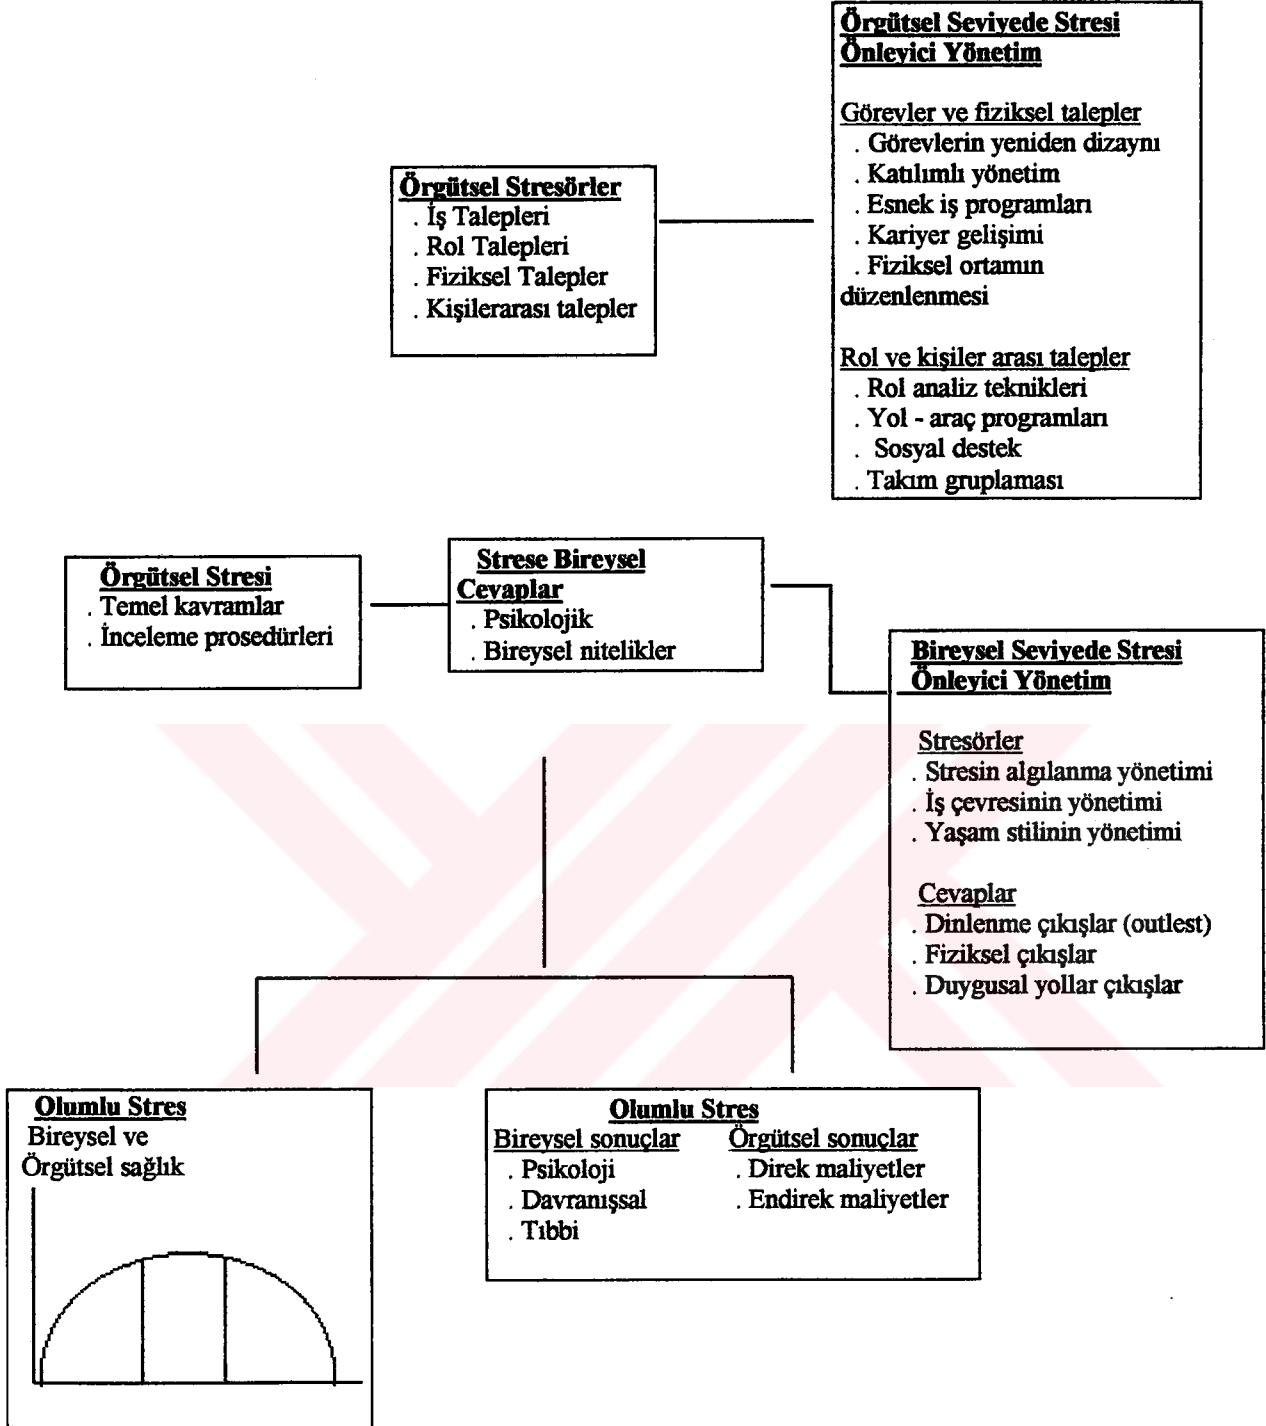 Örgütsel Seviyede Stresi
Önleyici Yönetim
Görevler ve fiziksel talepler
. Görevlerin yeniden dizaynı
. Katılımlı yönetim
. Esnek iş programları
. Kariyer gelişimi
. Fiziksel ortamın
düzenlenmesi
Rol ve kişiler arası talepler
. Rol analiz teknikleri
. Yol - araç programları
. Sosyal destek
. Takım gruplaması
Örgütsel Stresörler
. İş Talepleri
. Rol Talepleri
. Fiziksel Talepler
. Kişilerarası talepler
Örgütsel Stresi
. Temel kavramlar
. İnceleme prosedürleri
Strese Bireysel
Cevaplar
. Psikolojik
. Bireysel nitelikler
Bireysel Seviyede Stresi
Önleyici Yönetim
Stresörler
. Stresin algılanma yönetimi
. İş çevresinin yönetimi
. Yaşam stilinin yönetimi
Cevaplar
. Dinlenme çıkışlar (outlest)
. Fiziksel çıkışlar
. Duygusal yollar çıkışlar
Olumlu Stres
Bireysel ve
Örgütsel sağlık
Olumlu Stres
Bireysel sonuçlar Örgütsel sonuçlar
. Psikoloji . Direk maliyetler
. Davranışsal . Endirek maliyetler
. Tıbbi